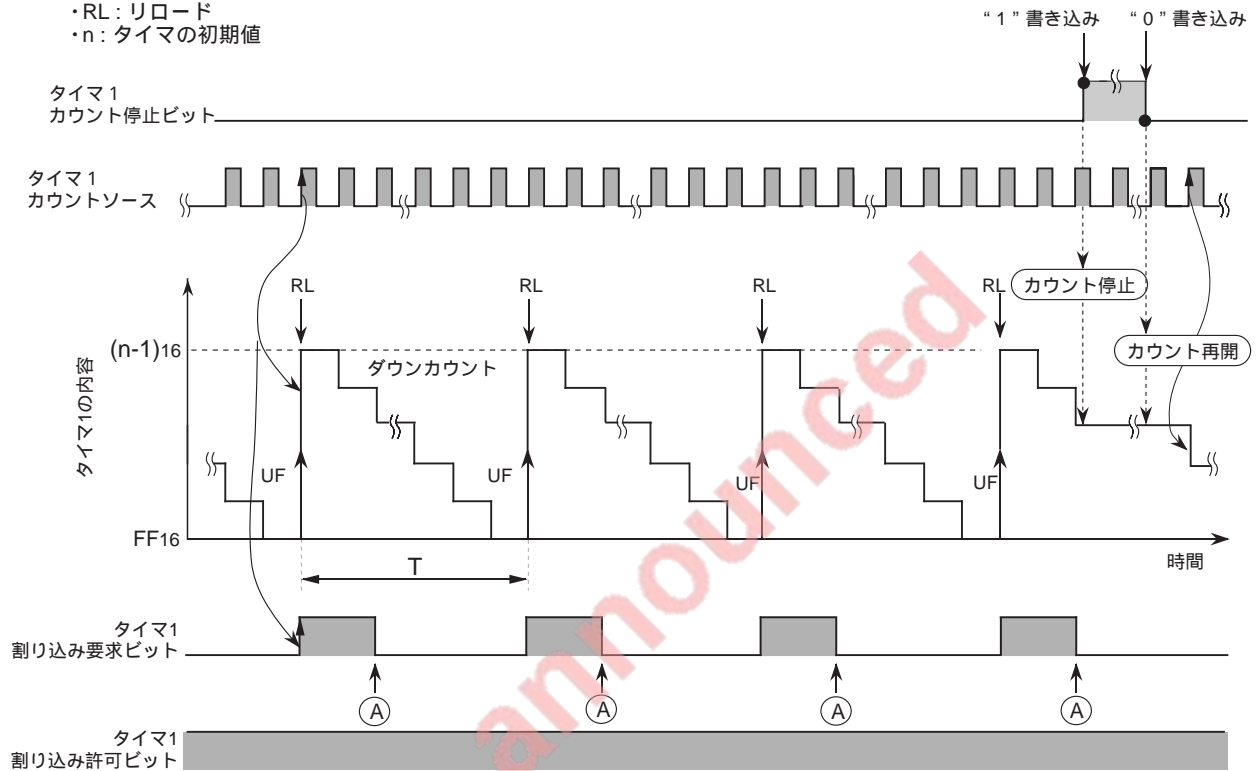 ・RL : リロード
・n : タイマの初期値
“ 1 ” 書き込み “ 0 ” 書き込み
タイマ 1
カウント停止ビット
タイマ 1
カウントソース
RL RL RL RL カウント停止
(n-1)16
ダウンカウント
カウント再開
タイマ1の内容
UF UF UF UF
FF16
T
時間
タイマ1
割り込み要求ビット
A A A A
タイマ1
割り込み許可ビット
announced